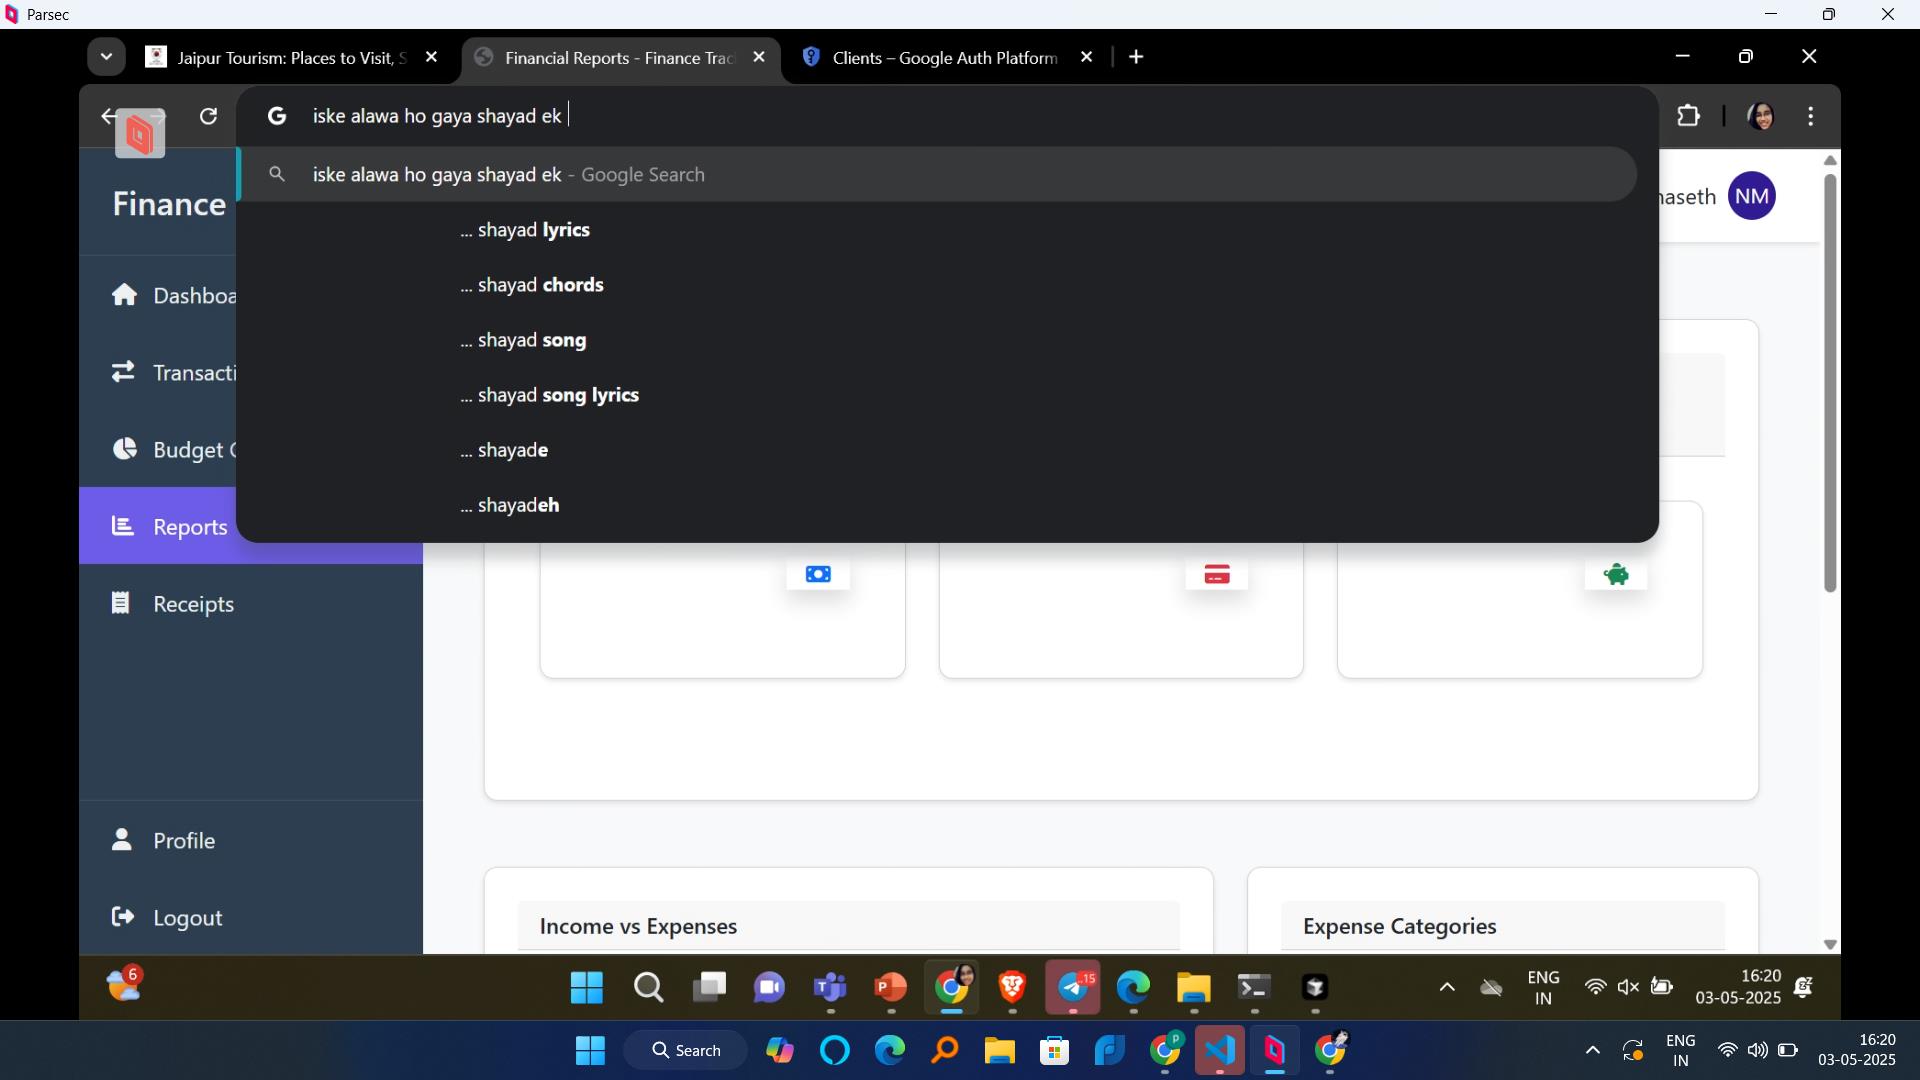 Parsec
Jaipur Tourism: Places to Visit, S
Financial Reports - Finance Trac
Clients – Google Auth Platform
iske alawa ho gaya shayad ek
iske alawa ho gaya shayad ek - Google Search
... shayad lyrics
... shayad chords
... shayad song
... shayad song lyrics
... shayade
... shayadeh
Finance
haseth NM
Dashboa
Transacti
Budget
Reports
Receipts
Profile
Logout
Income vs Expenses
Expense Categories
6
15
ENG
IN
16:20
03-05-2025
Search
ENG
IN
16:20
03-05-2025